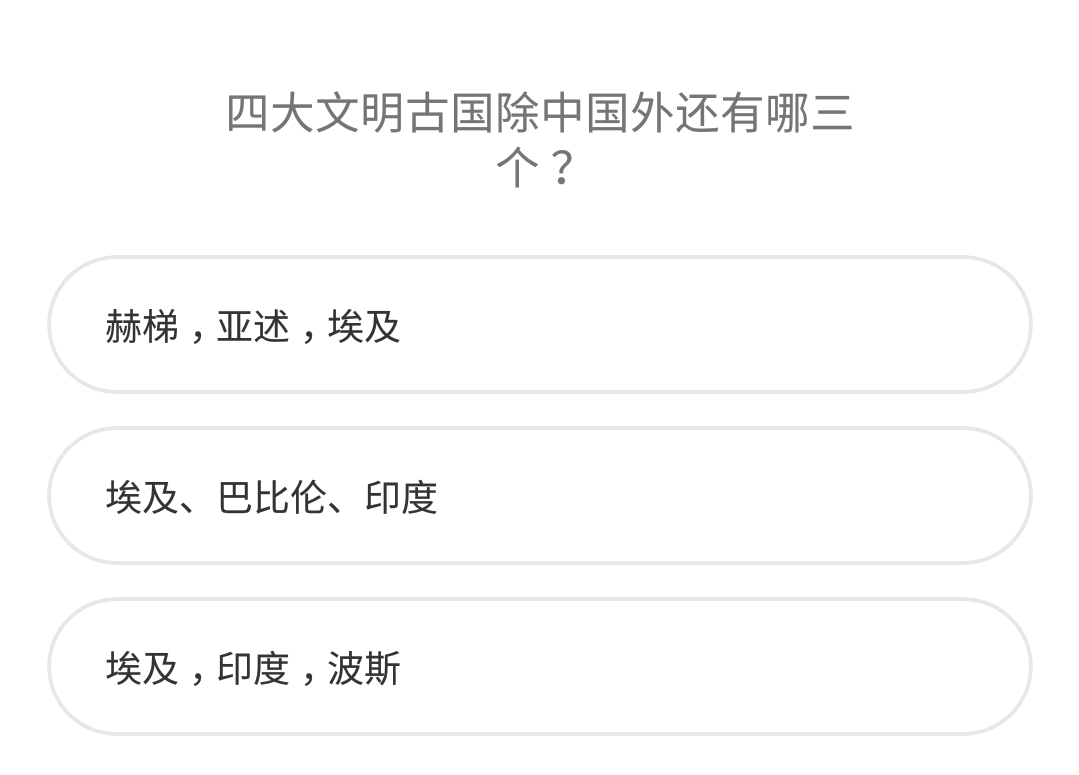 四大文明古国除中国外还有哪三
个？
赫梯，亚述，埃及
埃及、巴比伦、印度
埃及，印度，波斯